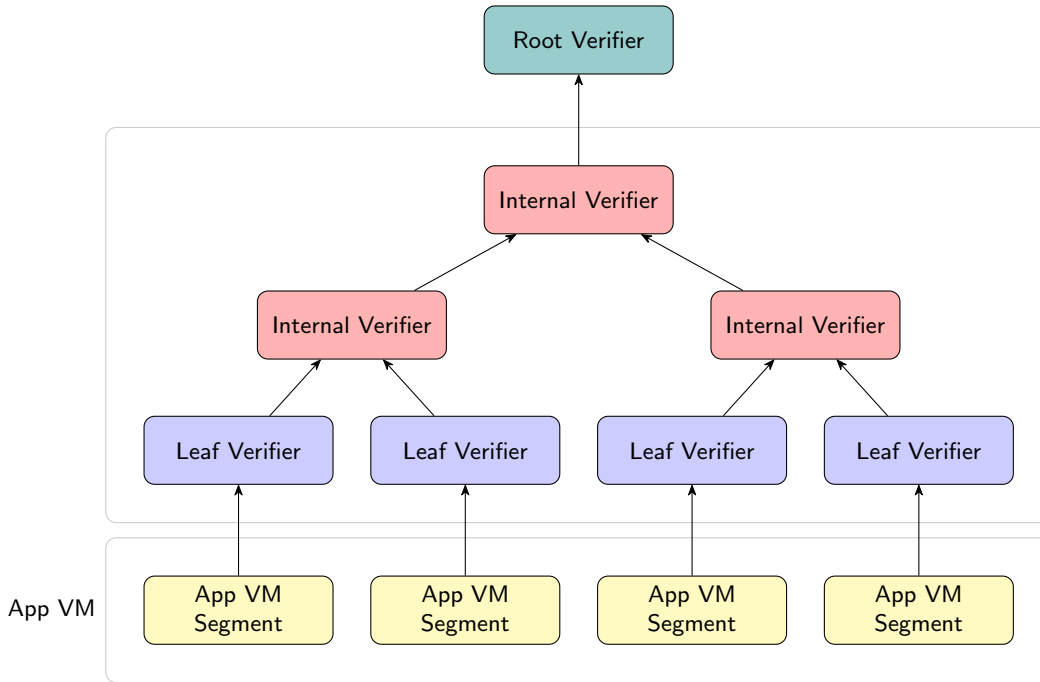 Root Verifier
Internal Verifier
Internal Verifier
Internal Verifier
Leaf Verifier
Leaf Verifier
Leaf Verifier
Leaf Verifier
App VM
App VM
Segment
App VM
Segment
App VM
Segment
App VM
Segment